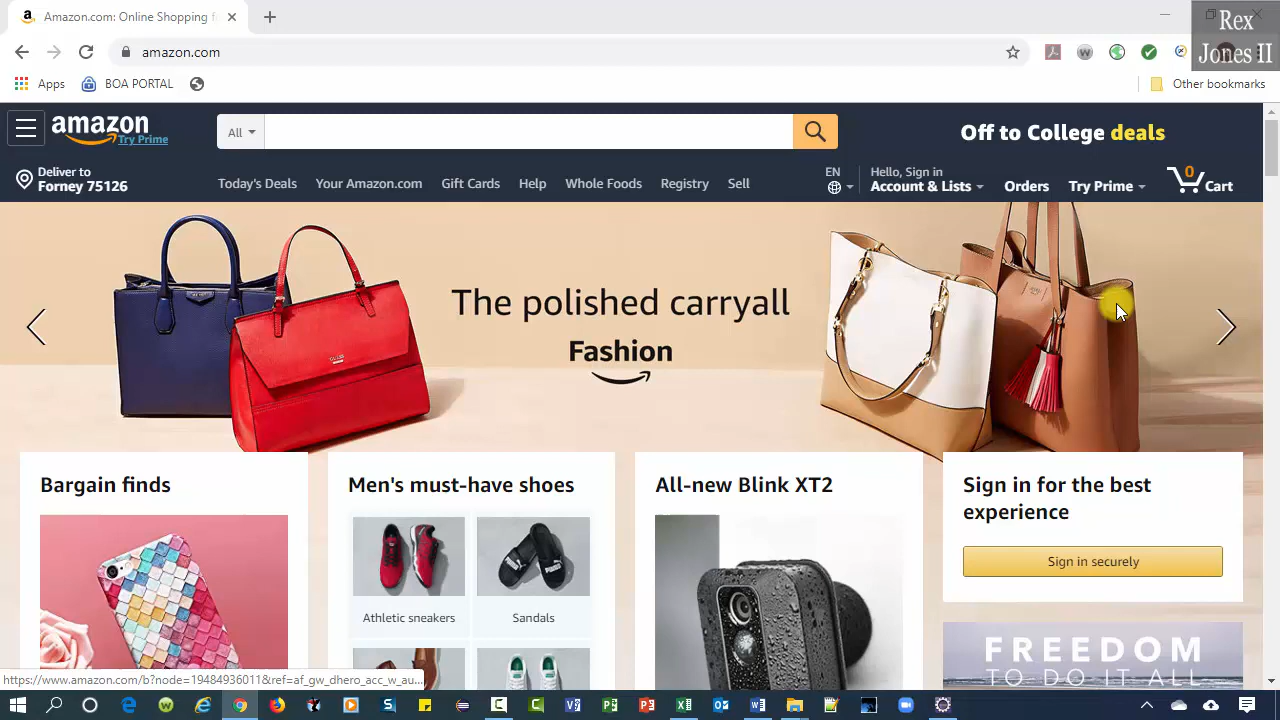 Amazon.com: Online Shopping f
Rex
Jones II
amazon.com
Apps
BOA PORTAL
Other bookmarks
amazon
Try Prime
All
Off to College deals
Deliver to
Forney 75126
Today's Deals
Your Amazon.com
Gift Cards
Help
Whole Foods
Registry
Sell
EN
Hello, Sign in
Account & Lists
Orders
Try Prime
0
Cart
The polished carryall
Fashion
GUESS
Bargain finds
Men's must-have shoes
All-new Blink XT2
Sign in for the best
experience
Sign in securely
Athletic sneakers
Sandals
FREEDOM
TO DO IT ALL
https://www.amazon.com/b?node=19484936011&ref=af_gw_dhero_occ_w_au...